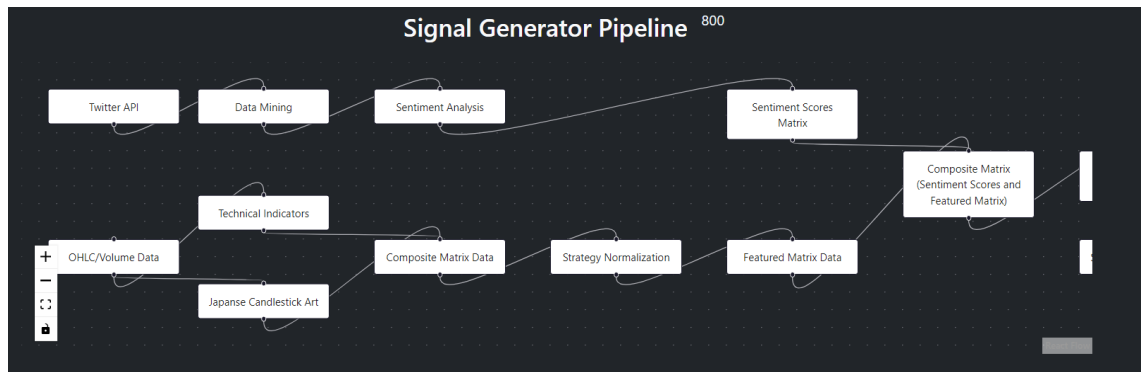 Signal Generator Pipeline 800
Twitter API
Data Mining
Sentiment Analysis
Sentiment Scores
Matrix
Composite Matrix
(Sentiment Scores and
Featured Matrix)
Technical Indicators
OHLC/Volume Data
Composite Matrix Data
Strategy Normalization
Featured Matrix Data
Japanse Candlestick Art